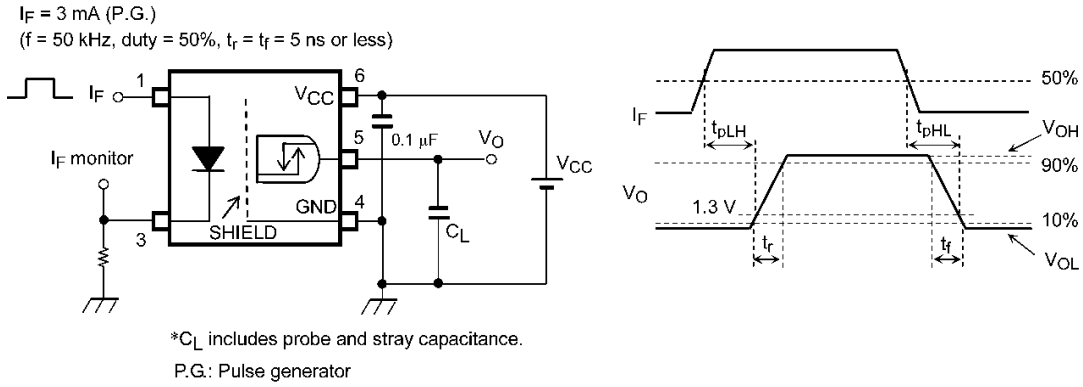 IF = 3 mA (P.G.)
(f = 50 kHz, duty = 50%, tr = tf = 5 ns or less)
1
IF
IF monitor
3
SHIELD
6
VCC
5
GND
4
0.1 μF
VO
CL
VCC
*CL includes probe and stray capacitance.
P.G.: Pulse generator
50%
IF
tpLH
tpHL
VOH
90%
VO
1.3 V
10%
tr
tf
VOL